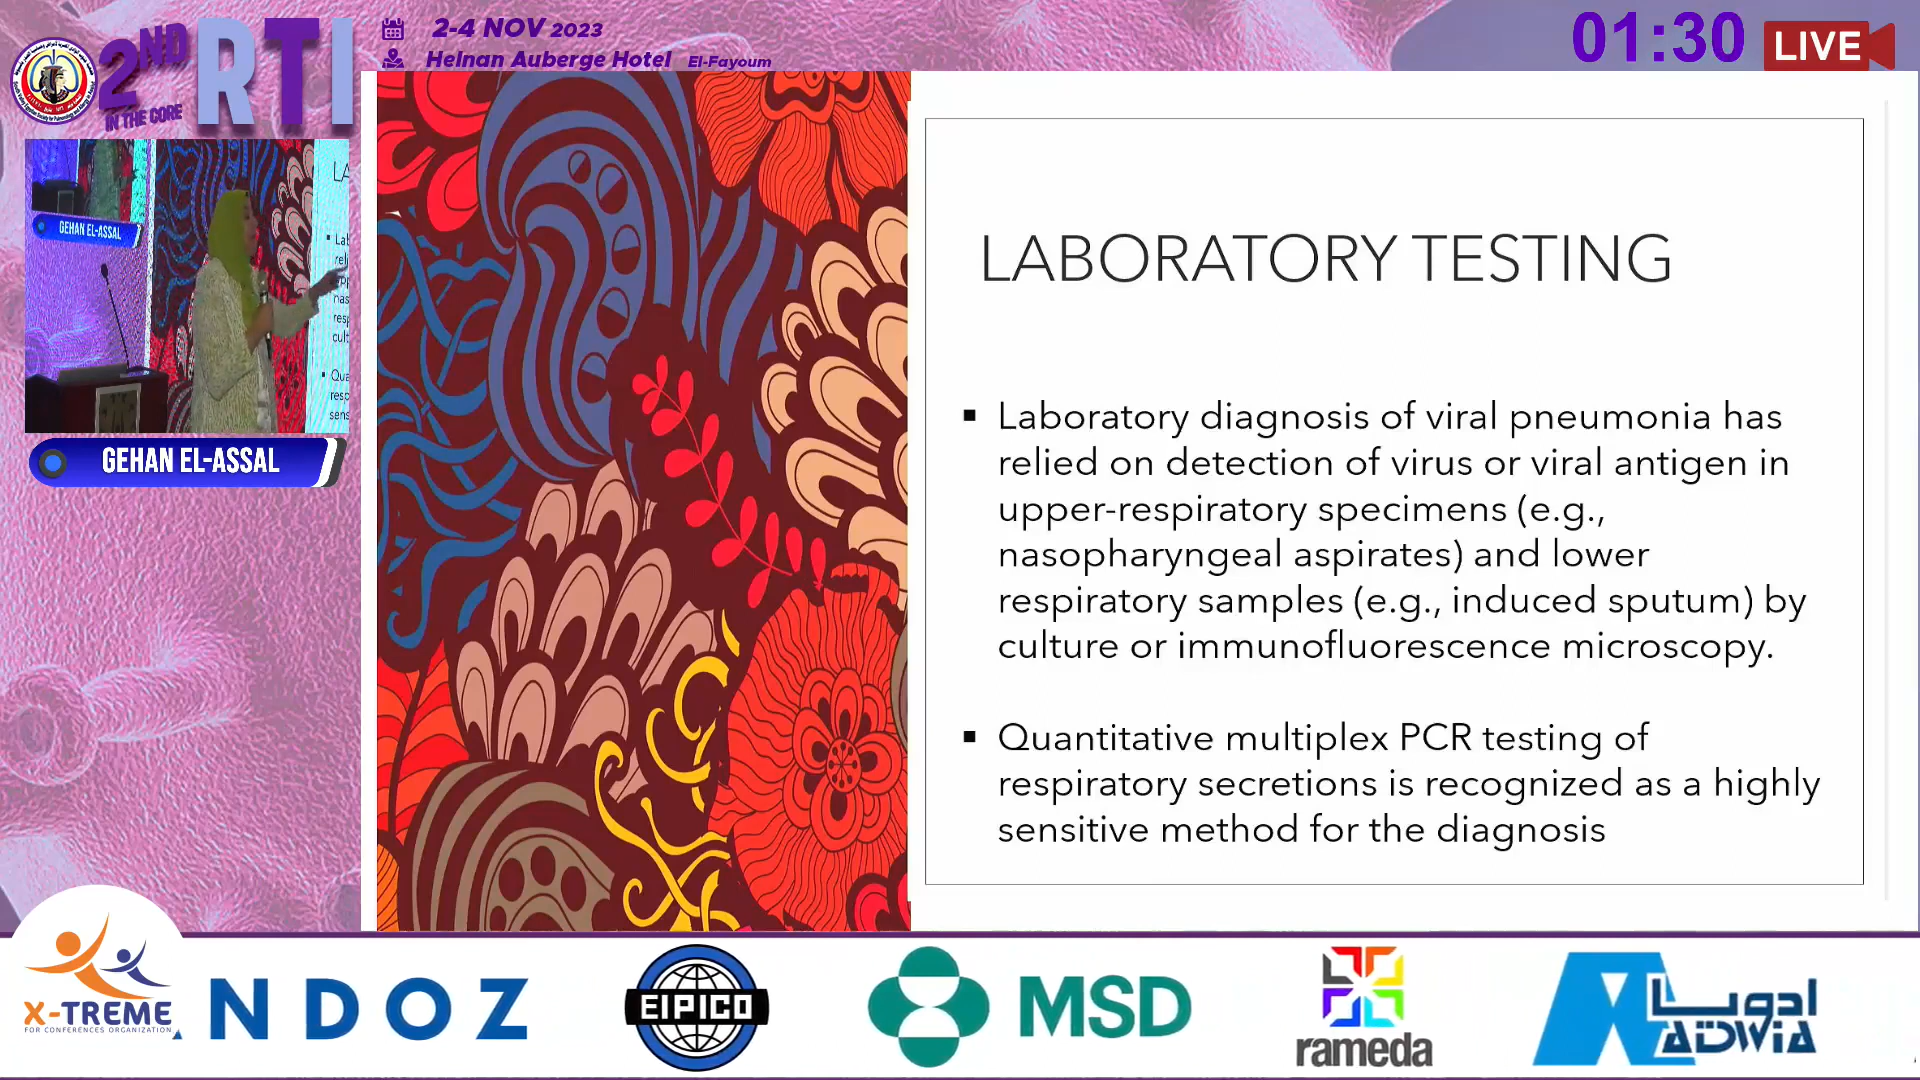 2ND
IN THE CORE
RTI
2-4 NOV 2023
Helnan Auberge Hotel El-Fayoum
01:30
LIVE
GEHAN EL-ASSAL
GEHAN EL-ASSAL
LABORATORY TESTING
▪ Laboratory diagnosis of viral pneumonia has
relied on detection of virus or viral antigen in
upper-respiratory specimens (e.g.,
nasopharyngeal aspirates) and lower
respiratory samples (e.g., induced sputum) by
culture or immunofluorescence microscopy.
▪ Quantitative multiplex PCR testing of
respiratory secretions is recognized as a highly
sensitive method for the diagnosis
X-TREME
FOR CONFERENCES ORGANIZATION
NDOZ
EIPICO
MSD
rameda
ادويا
ADWIA